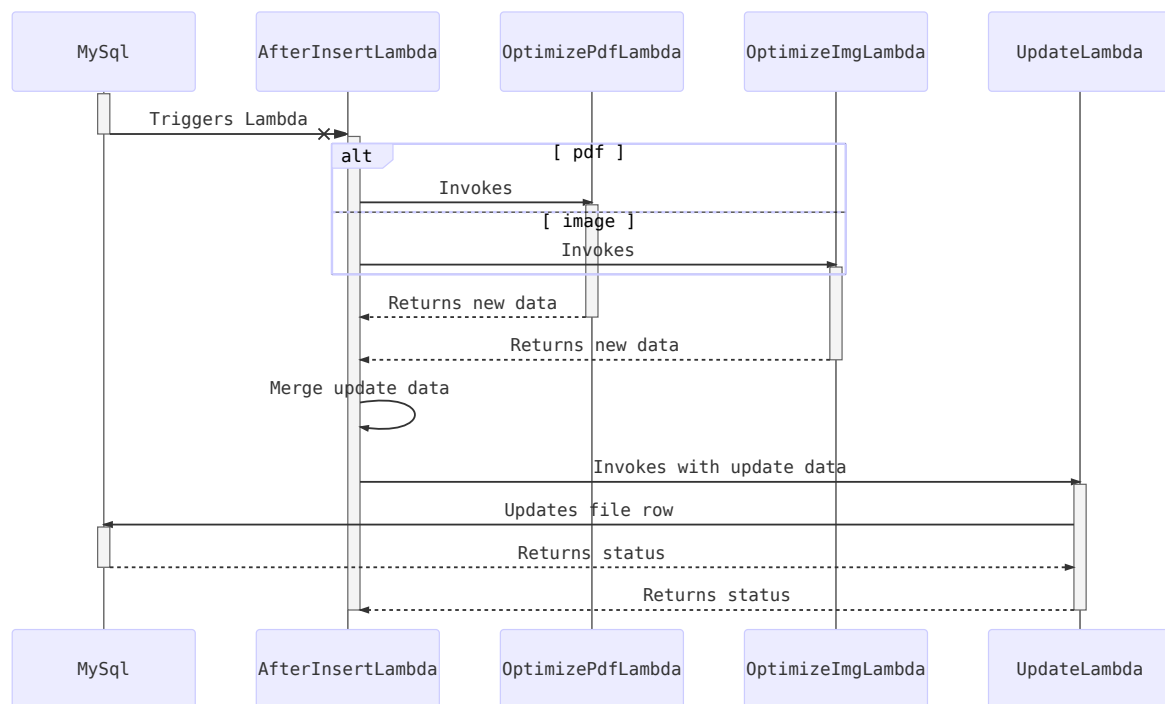 MySql
AfterInsertLambda
OptimizePdfLambda
OptimizeImgLambda
UpdateLambda
Triggers Lambda
alt
[ pdf ]
Invokes
[ image ]
Invokes
Returns new data
Returns new data
Merge update data
Invokes with update data
Updates file row
Returns status
Returns status
MySql
AfterInsertLambda
OptimizePdfLambda
OptimizeImgLambda
UpdateLambda